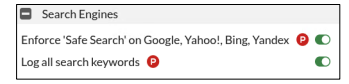 Search Engines
Enforce 'Safe Search' on Google, Yahoo!, Bing, Yandex P
Log all search keywords P